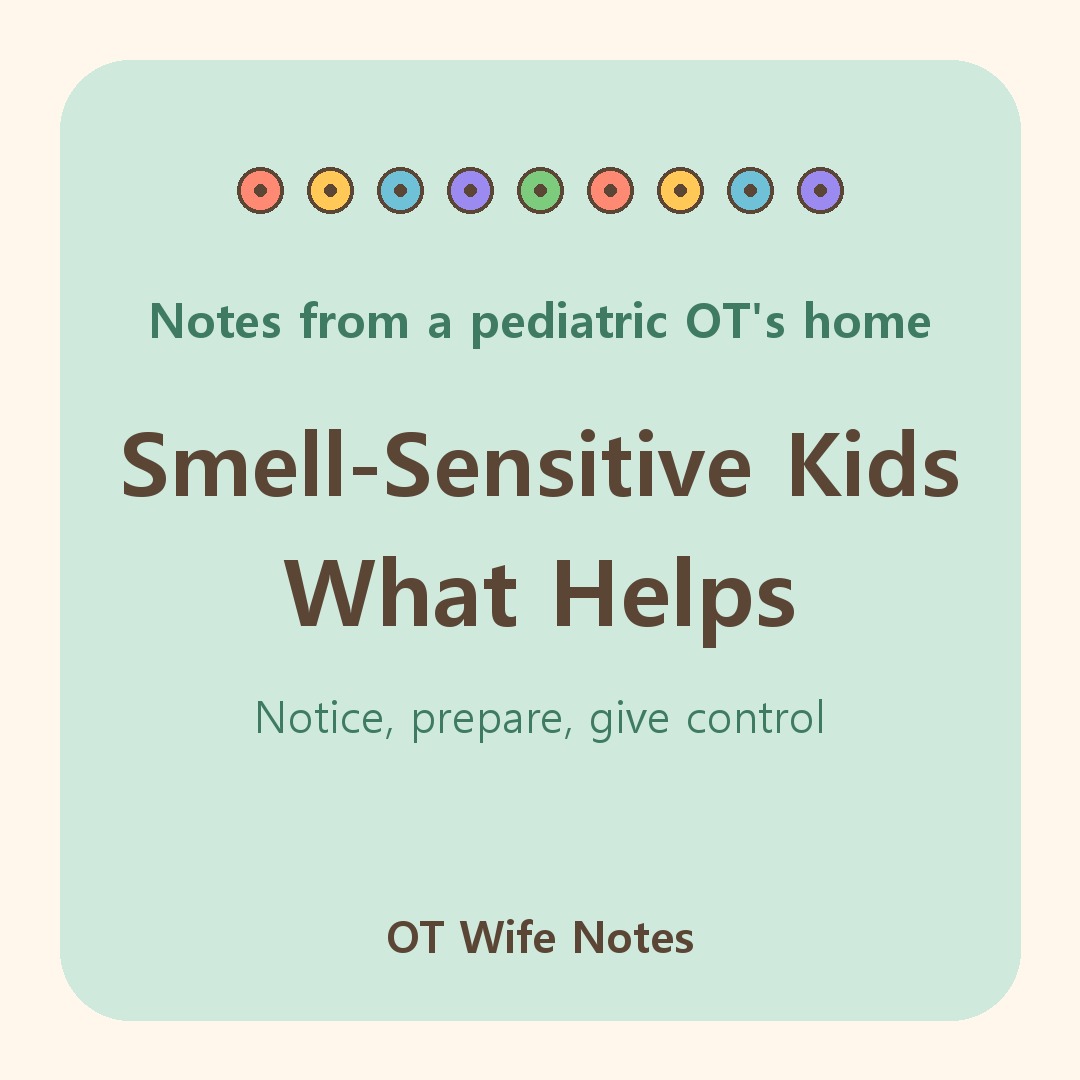 Notes from a pediatric OT's home
Smell-Sensitive Kids
What Helps
Notice, prepare, give control
OT Wife Notes